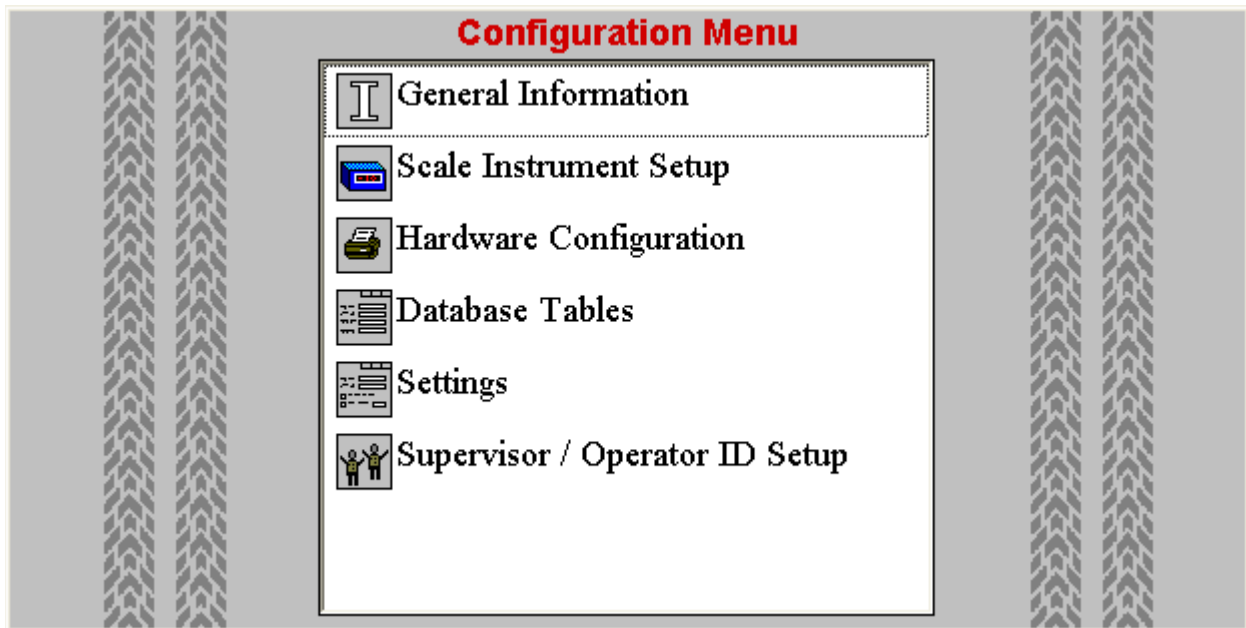 Configuration Menu
General Information
Scale Instrument Setup
Hardware Configuration
Database Tables
Settings
Supervisor / Operator ID Setup